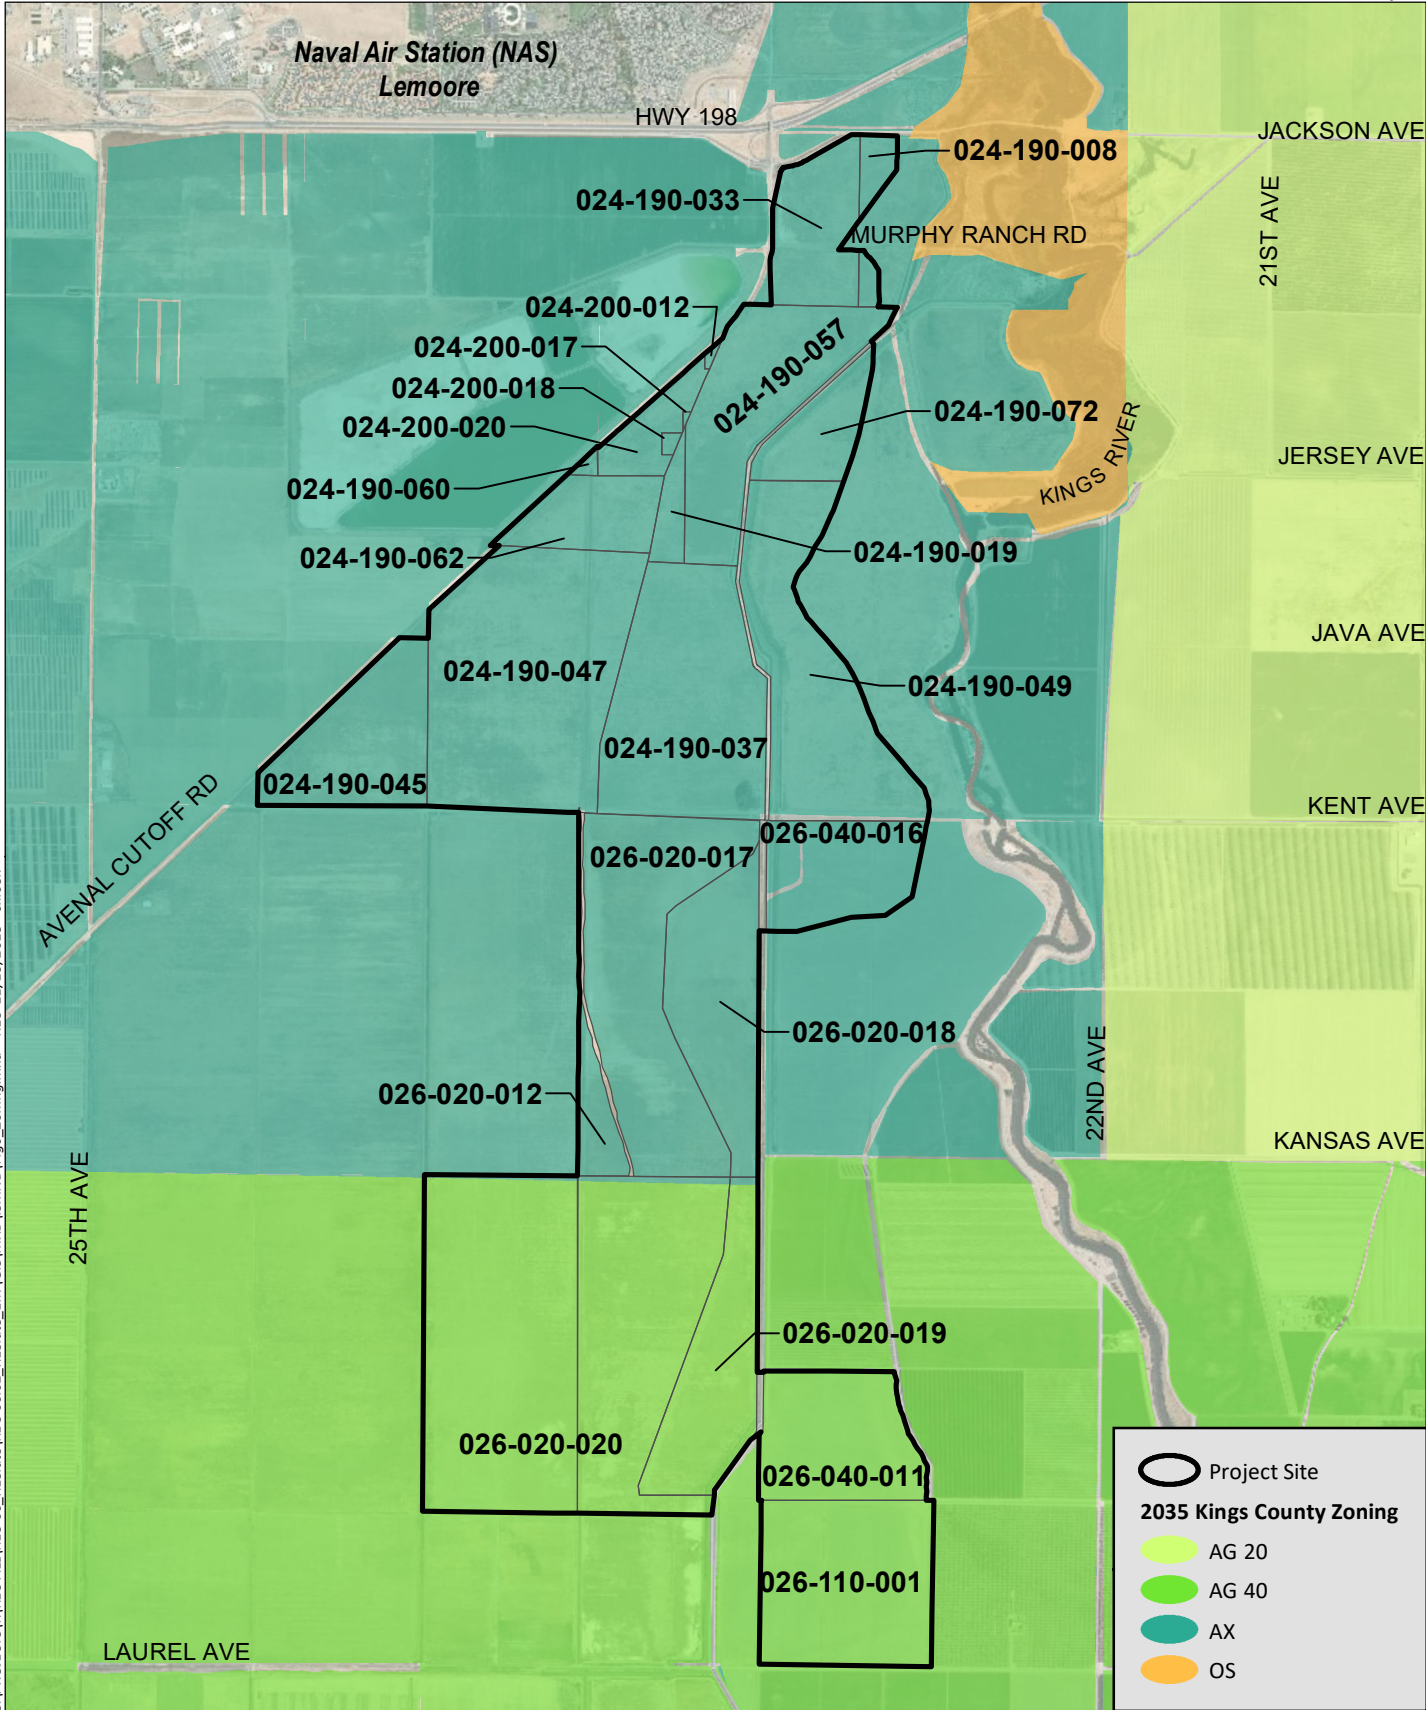 Naval Air Station (NAS)
Lemoore
HWY 198
JACKSON AVE
024-190-008
024-190-033
21ST AVE
MURPHY RANCH RD
024-200-012
024-190-057
024-200-017
024-200-018
024-190-072
024-200-020
KINGS RIVER
JERSEY AVE
024-190-060
024-190-062
024-190-019
JAVA AVE
024-190-047
024-190-049
024-190-037
024-190-045
AVENAL CUTOFF RD
KENT AVE
026-040-016
026-020-017
026-020-018
22ND AVE
026-020-012
KANSAS AVE
25TH AVE
026-020-019
026-020-020
026-040-011
026-110-001
LAUREL AVE
Project Site
2035 Kings County Zoning
AG 20
AG 40
AX
OS